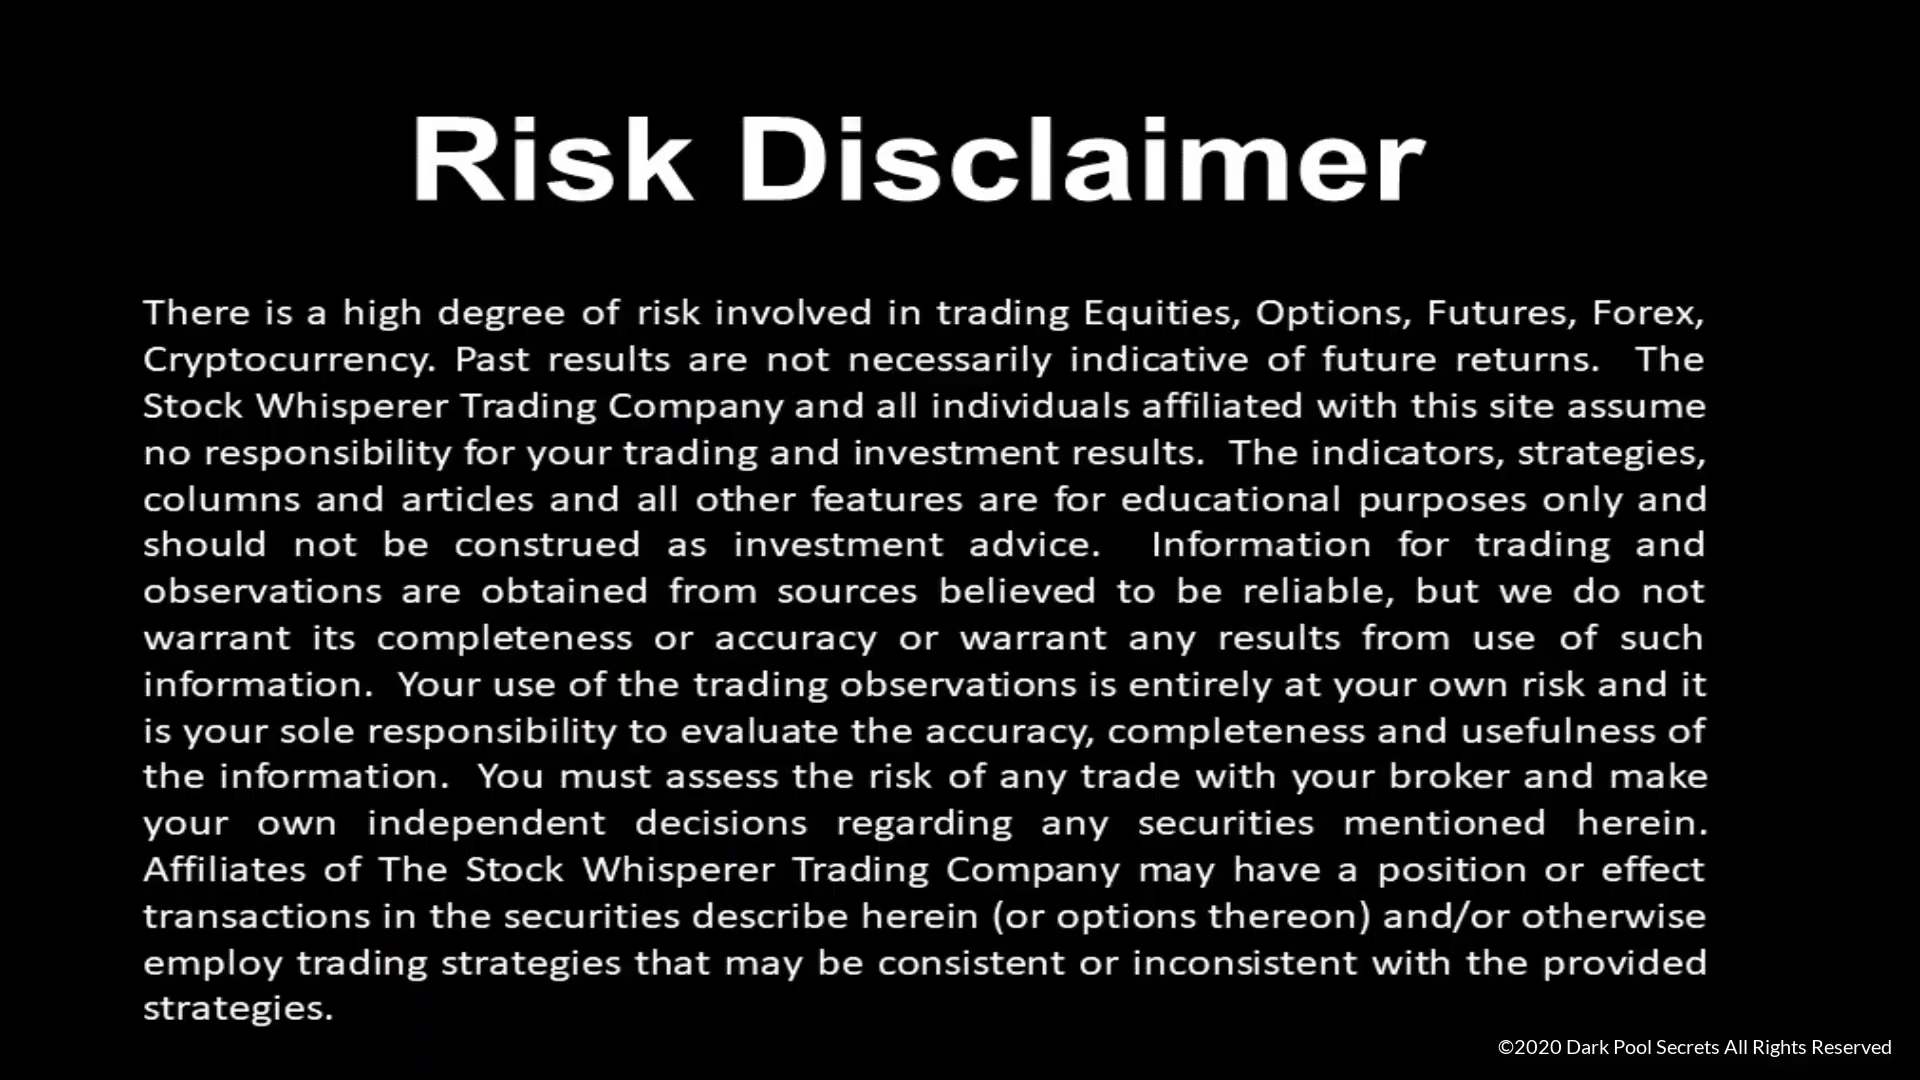 Risk Disclaimer
There is a high degree of risk involved in trading Equities, Options, Futures, Forex,
Cryptocurrency. Past results are not necessarily indicative of future returns. The
Stock Whisperer Trading Company and all individuals affiliated with this site assume
no responsibility for your trading and investment results. The indicators, strategies,
columns and articles and all other features are for educational purposes only and
should not be construed as investment advice. Information for trading and
observations are obtained from sources believed to be reliable, but we do not
warrant its completeness or accuracy or warrant any results from use of such
information. Your use of the trading observations is entirely at your own risk and it
is your sole responsibility to evaluate the accuracy, completeness and usefulness of
the information. You must assess the risk of any trade with your broker and make
your own independent decisions regarding any securities mentioned herein.
Affiliates of The Stock Whisperer Trading Company may have a position or effect
transactions in the securities describe herein (or options thereon) and/or otherwise
employ trading strategies that may be consistent or inconsistent with the provided
strategies.
©2020 Dark Pool Secrets All Rights Reserved